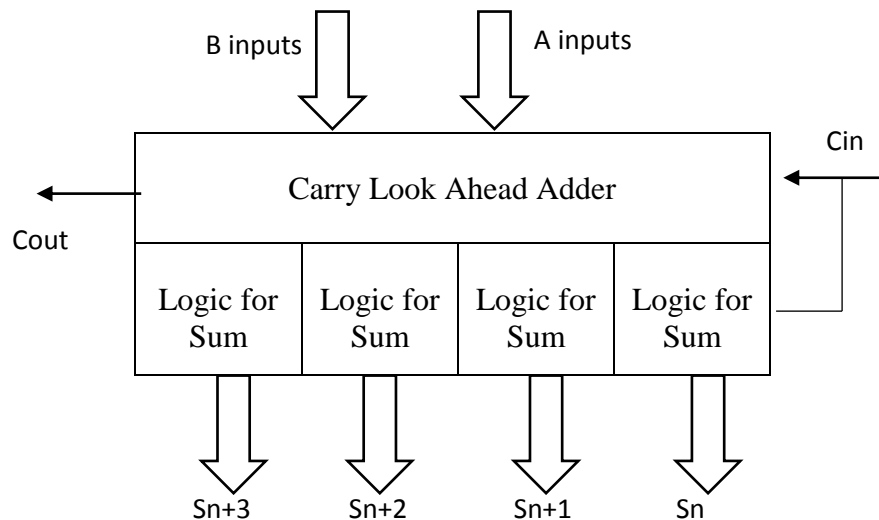 B inputs
A inputs
Cin
Carry Look Ahead Adder
Cout
Logic for
Sum
Logic for
Sum
Logic for
Sum
Logic for
Sum
Sn+3
Sn+2
Sn+1
Sn